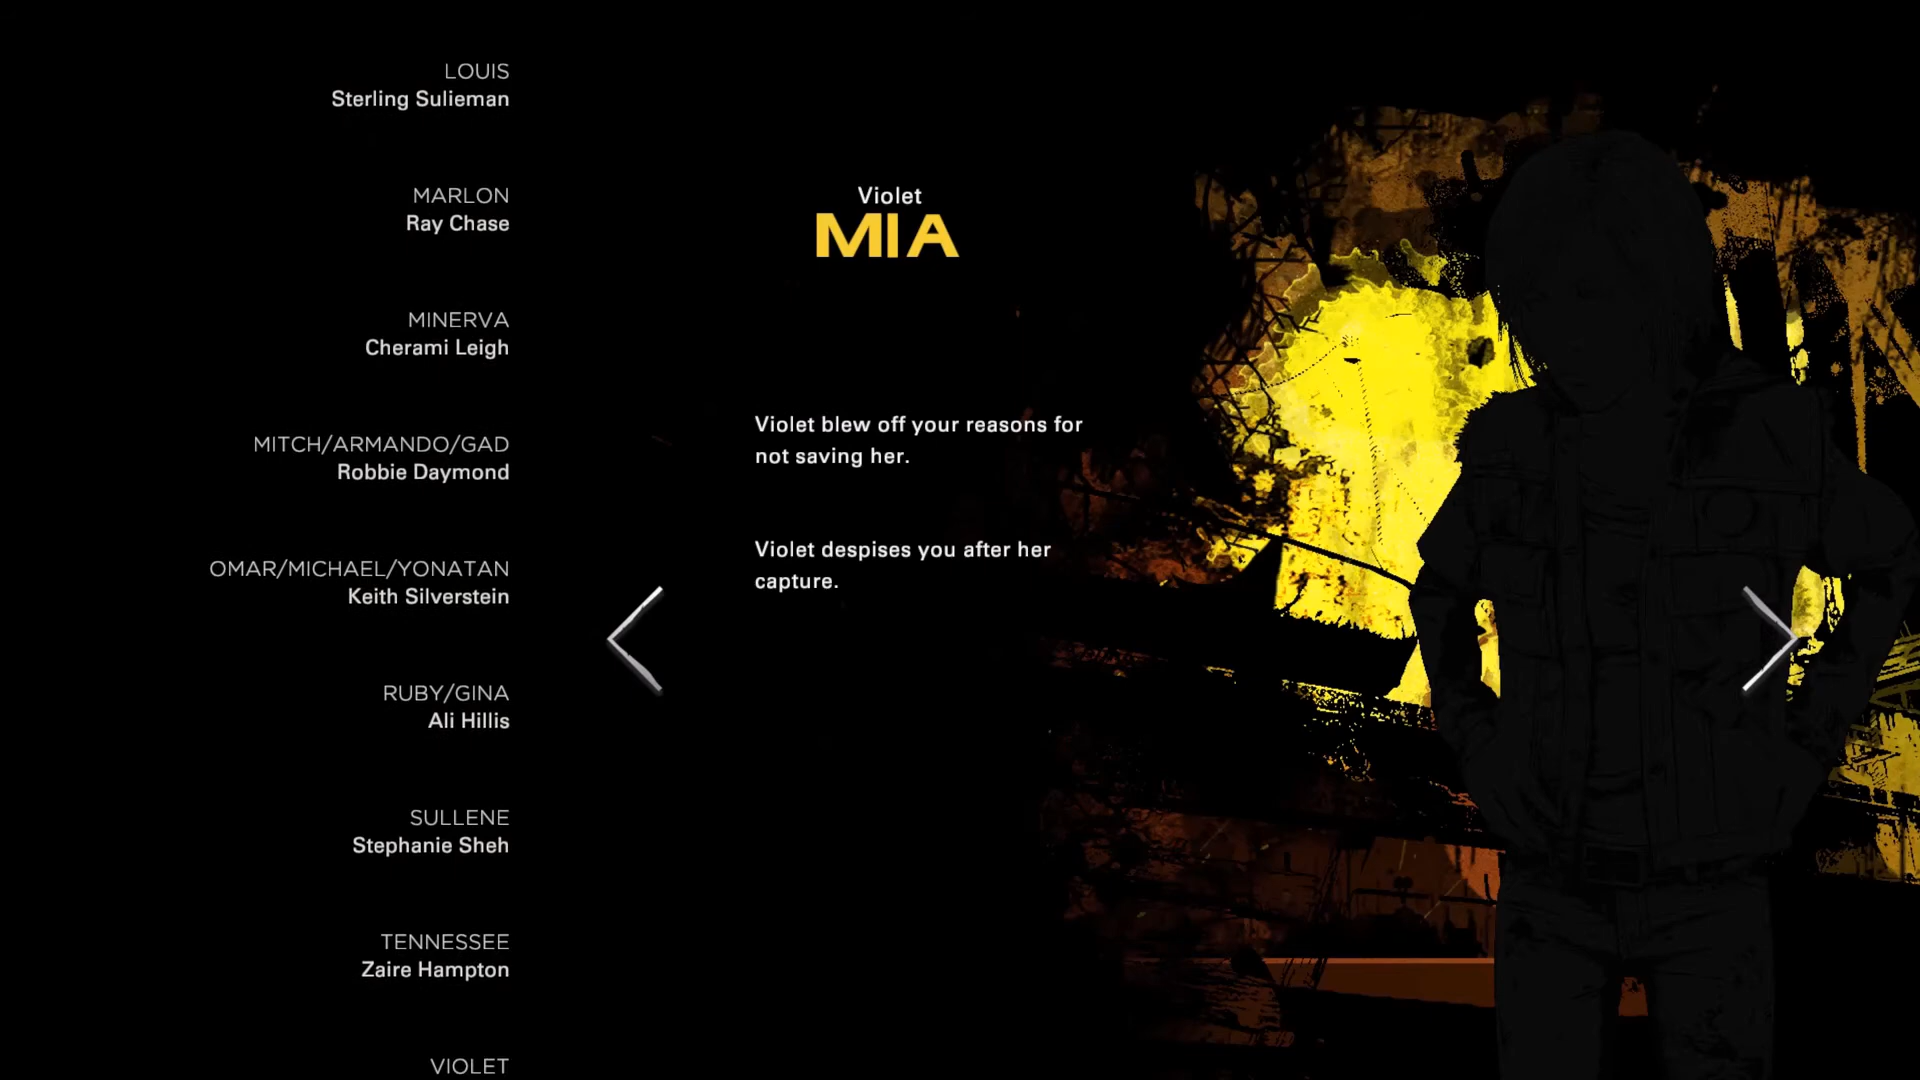 LOUIS
Sterling Sulieman
MARLON
Ray Chase
MINERVA
Cherami Leigh
MITCH/ARMANDO/GAD
Robbie Daymond
OMAR/MICHAEL/YONATAN
Keith Silverstein
RUBY/GINA
Ali Hillis
SULLENE
Stephanie Sheh
TENNESSEE
Zaire Hampton
VIOLET
Violet
MIA
Violet blew off your reasons for
not saving her.
Violet despises you after her
capture.